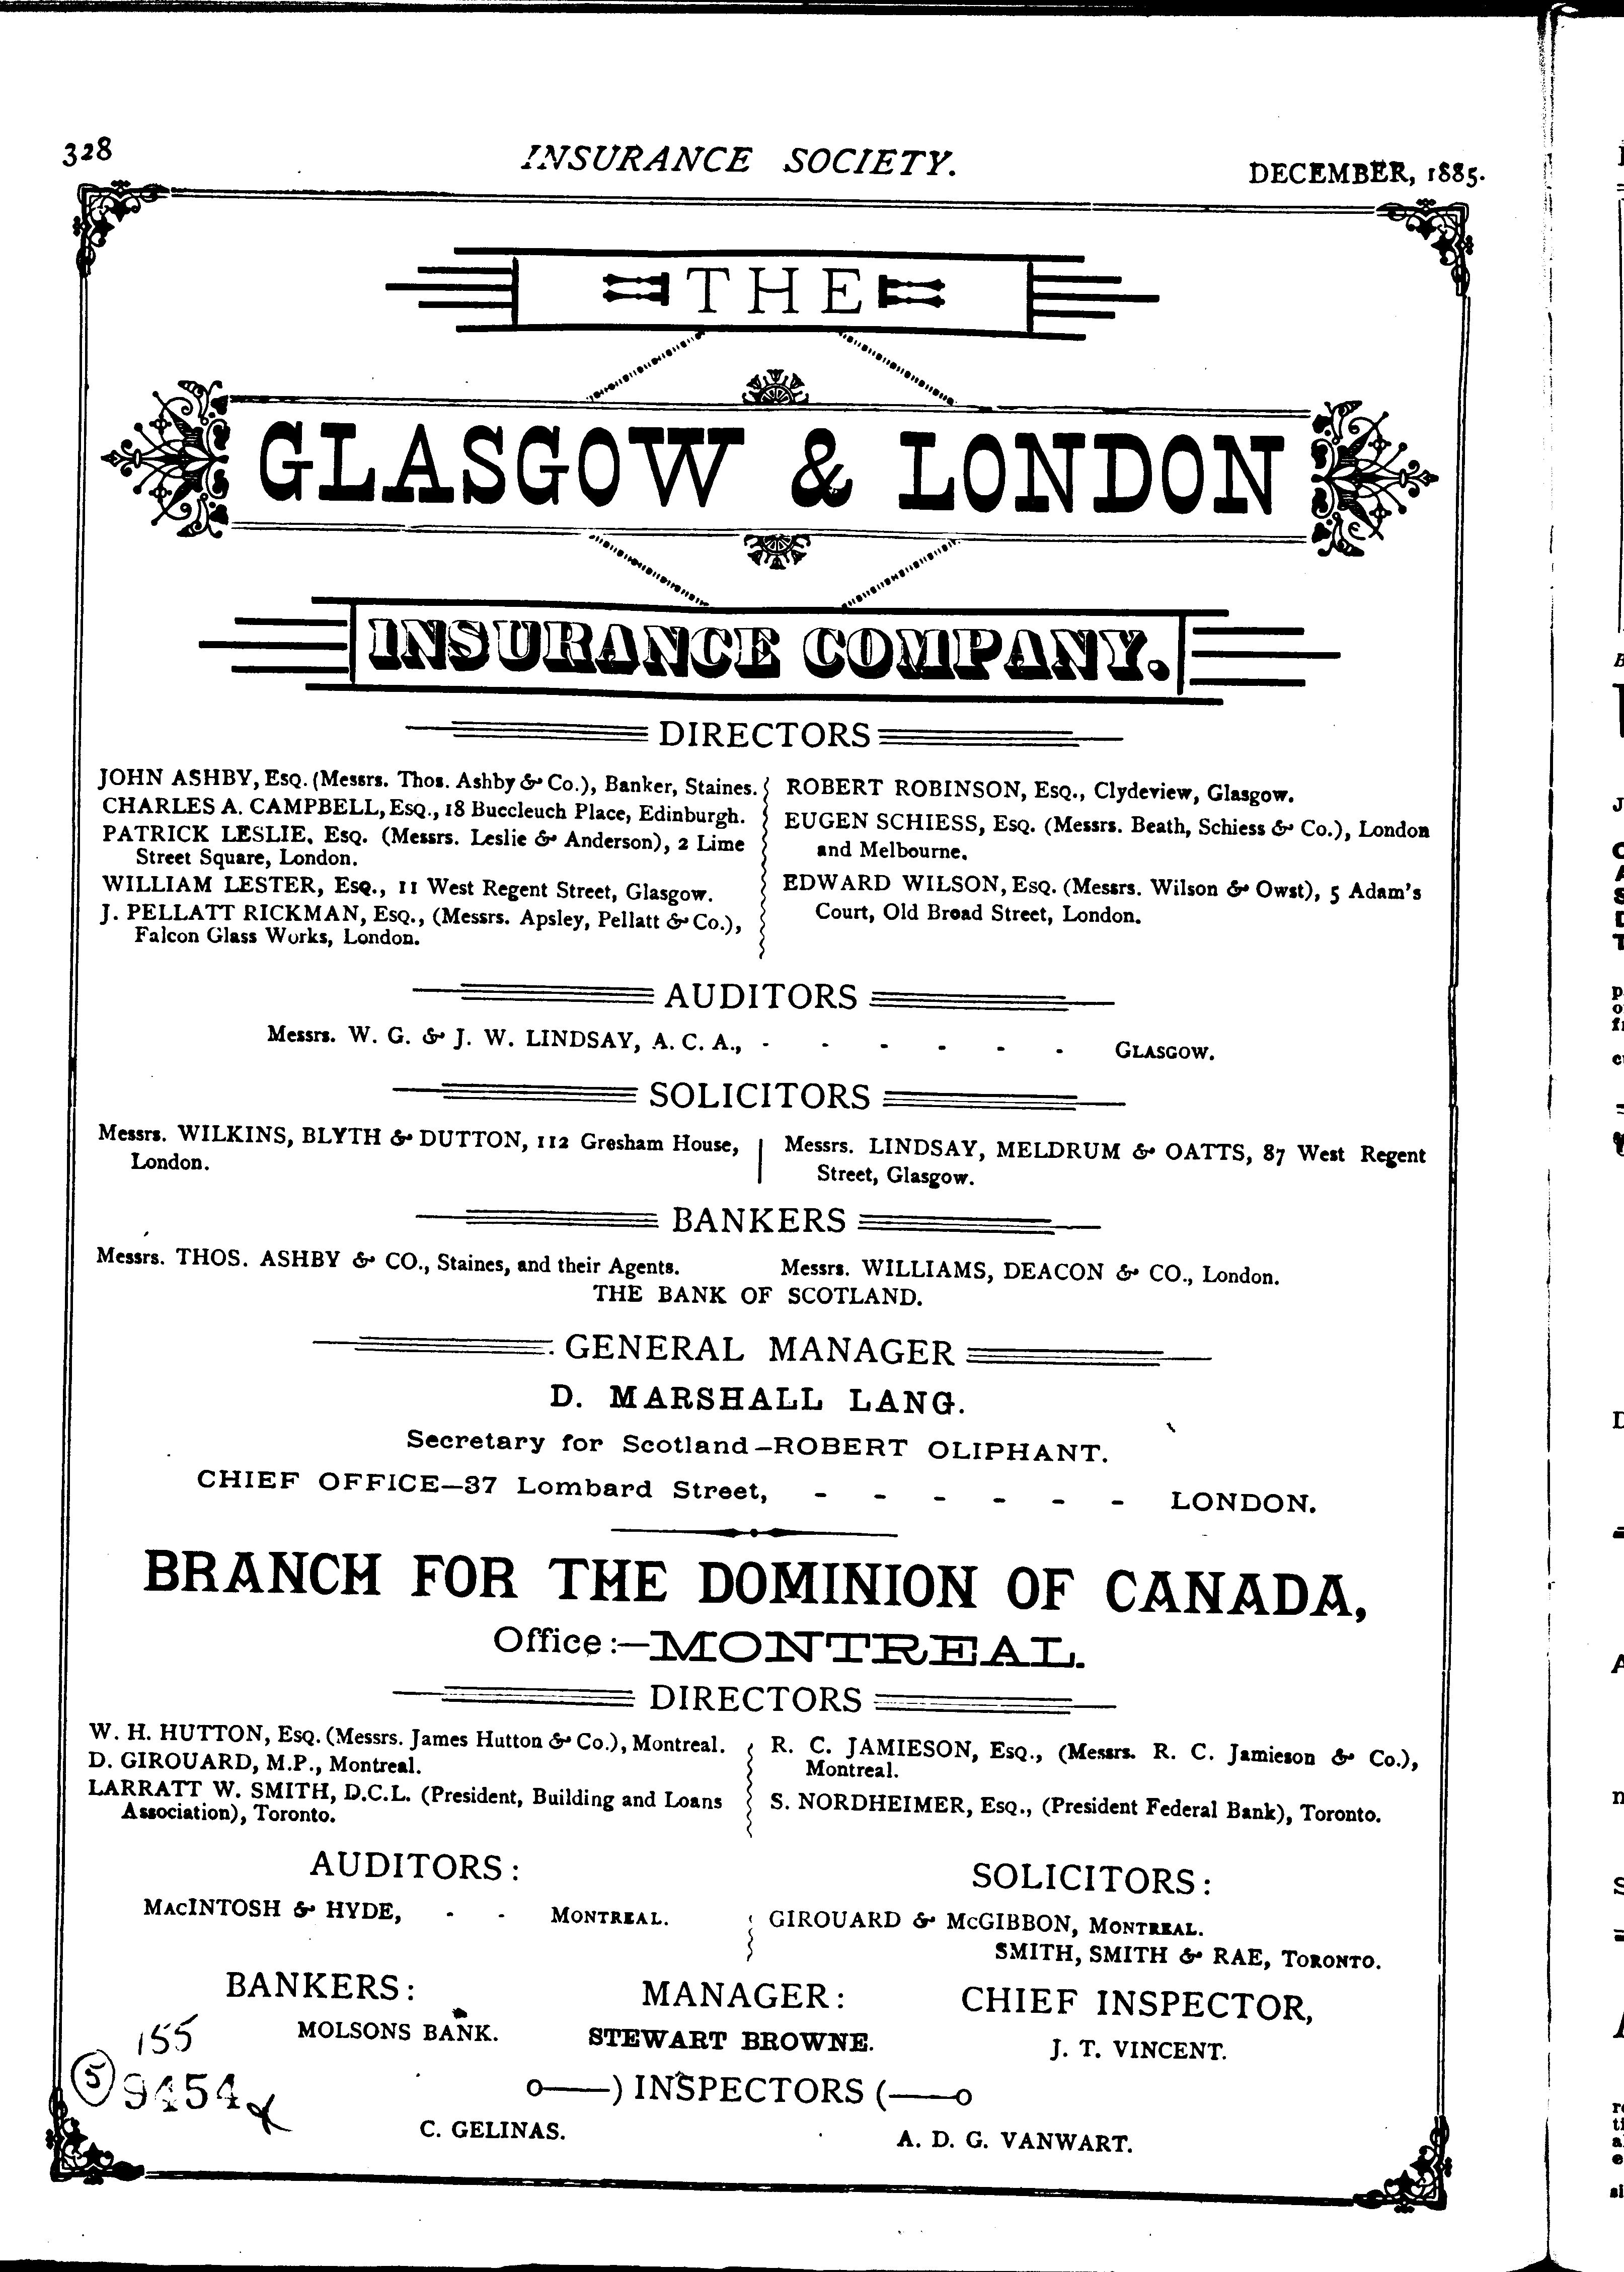 328
INSURANCE SOCIETY.
DECEMBER, 1885.
THE
GLASGOW & LONDON
INSURANCE COMPANY.
DIRECTORS
JOHN ASHBY, Esq. (Messrs. Thos. Ashby & Co.), Banker, Staines.
CHARLES A. CAMPBELL, Esq., 18 Buccleuch Place, Edinburgh.
PATRICK LESLIE, Esq. (Messrs. Leslie & Anderson), 2 Lime
Street Square, London.
WILLIAM LESTER, Esq., 11 West Regent Street, Glasgow.
J. PELLATT RICKMAN, Esq., (Messrs. Apsley, Pellatt & Co.),
Falcon Glass Works, London.
ROBERT ROBINSON, Esq., Clydeview, Glasgow.
EUGEN SCHIESS, Esq. (Messrs. Beath, Schiess & Co.), London
and Melbourne.
EDWARD WILSON, Esq. (Messrs. Wilson & Owst), 5 Adam's
Court, Old Broad Street, London.
AUDITORS
Messrs. W. G. & J. W. LINDSAY, A. C. A., - - - - - - GLASGOW.
SOLICITORS
Messrs. WILKINS, BLYTH & DUTTON, 112 Gresham House,
London.
Messrs. LINDSAY, MELDRUM & OATTS, 87 West Regent
Street, Glasgow.
BANKERS
Messrs. THOS. ASHBY & CO., Staines, and their Agents.
Messrs. WILLIAMS, DEACON & CO., London.
THE BANK OF SCOTLAND.
GENERAL MANAGER
D. MARSHALL LANG.
Secretary for Scotland—ROBERT OLIPHANT.
CHIEF OFFICE—37 Lombard Street, - - - - - - LONDON.
BRANCH FOR THE DOMINION OF CANADA,
Office:—MONTREAL.
DIRECTORS
W. H. HUTTON, Esq. (Messrs. James Hutton & Co.), Montreal.
D. GIROUARD, M.P., Montreal.
LARRATT W. SMITH, D.C.L. (President, Building and Loans
Association), Toronto.
R. C. JAMIESON, Esq., (Messrs. R. C. Jamieson & Co.),
Montreal.
S. NORDHEIMER, Esq., (President Federal Bank), Toronto.
AUDITORS:
MacINTOSH & HYDE, - - MONTREAL.
SOLICITORS:
GIROUARD & McGIBBON, MONTREAL.
SMITH, SMITH & RAE, TORONTO.
BANKERS:
MOLSONS BANK.
MANAGER:
STEWART BROWNE.
CHIEF INSPECTOR,
J. T. VINCENT.
155
5
9454
INSPECTORS
C. GELINAS.
A. D. G. VANWART.